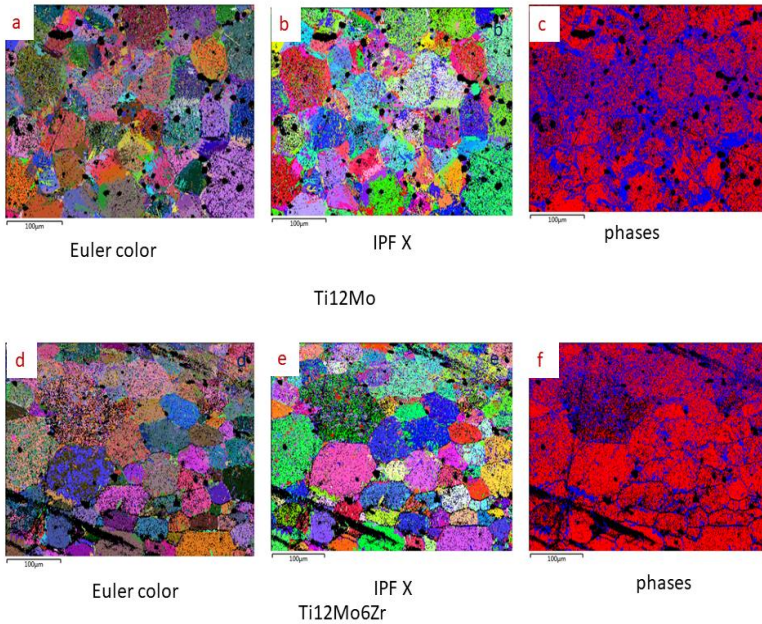 a
b
b
c
100μm
100μm
100μm
Euler color
IPF X
phases
Ti12Mo
d
d
e
e
f
100μm
100μm
100μm
Euler color
IPF X
phases
Ti12Mo6Zr